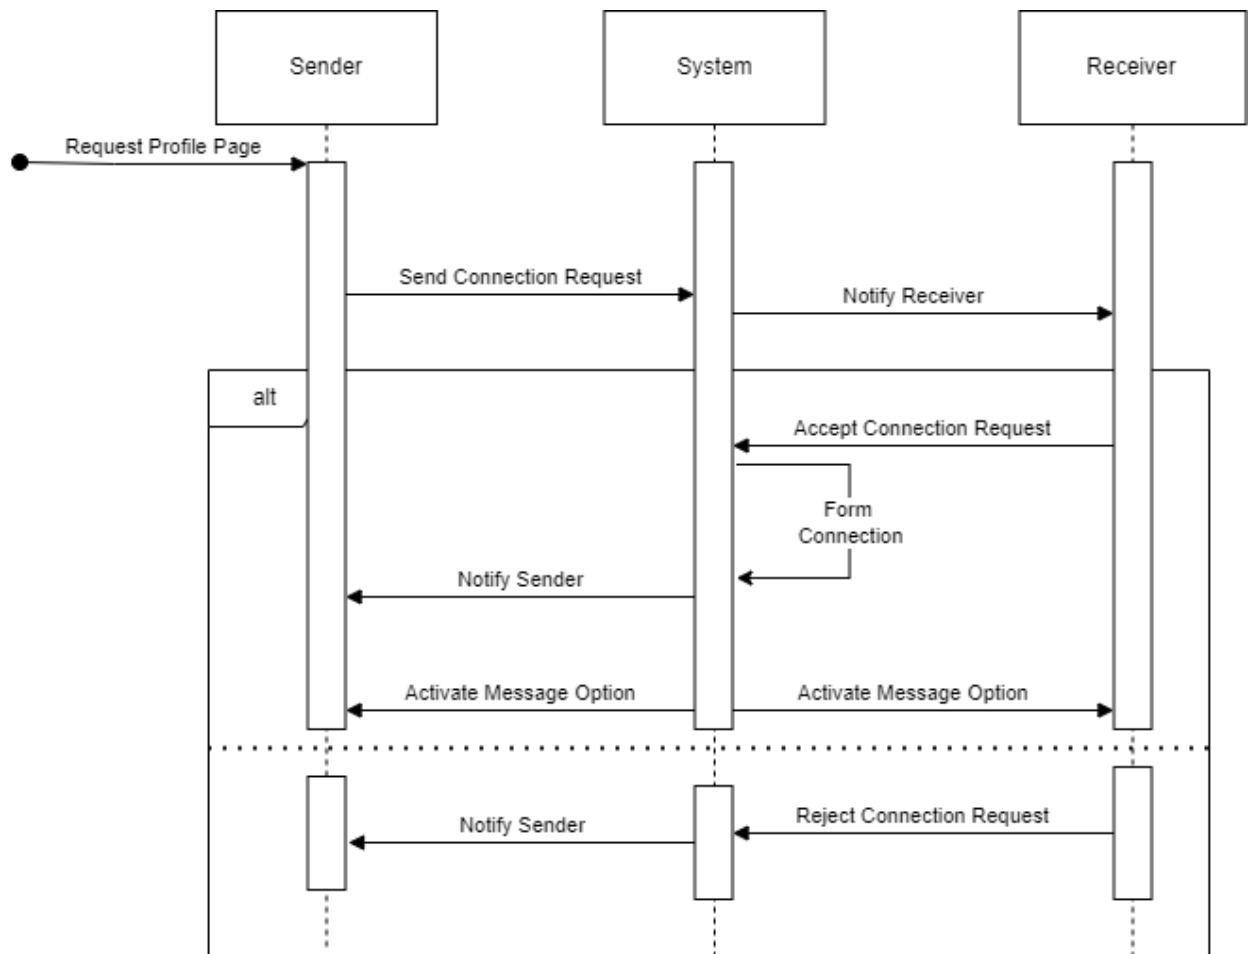 Sender
System
Receiver
Request Profile Page
Send Connection Request
Notify Receiver
alt
Accept Connection Request
Form
Connection
Notify Sender
Activate Message Option
Activate Message Option
Reject Connection Request
Notify Sender